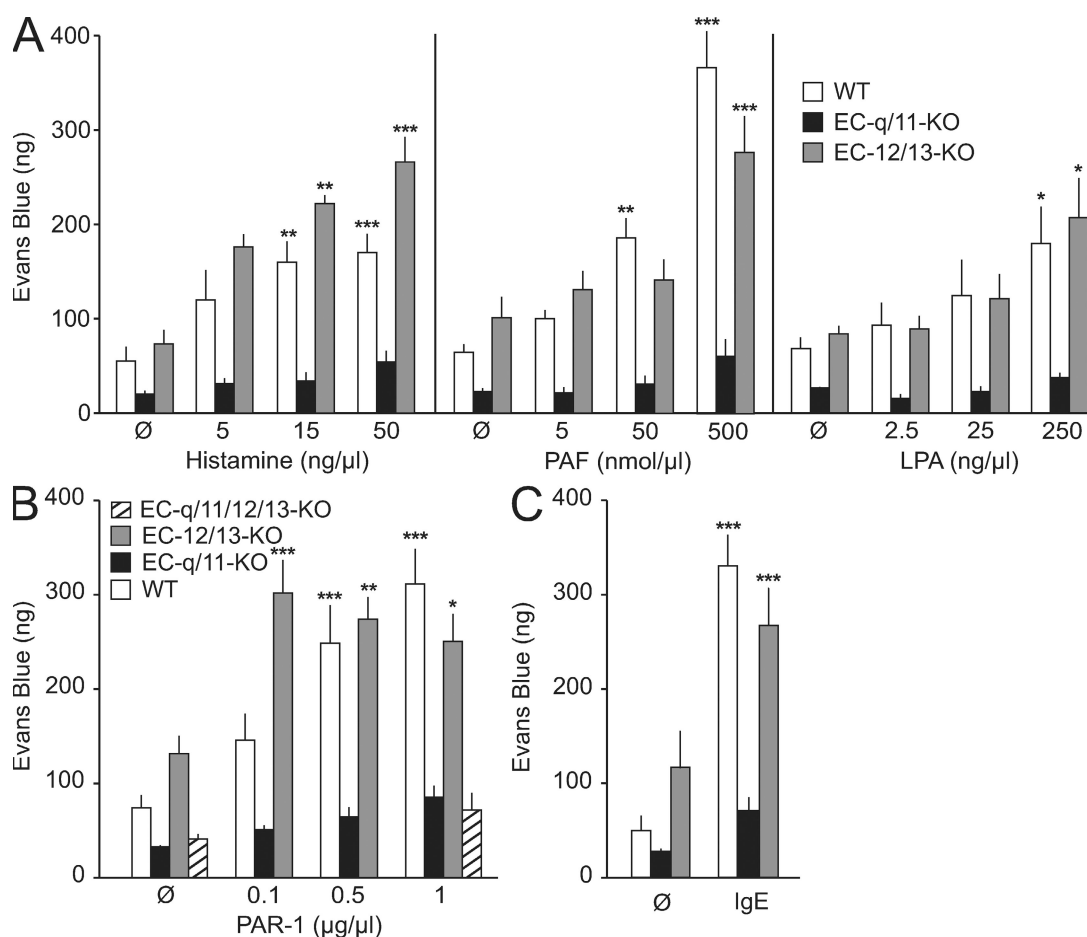 A
400
300
200
100
0
Evans Blue (ng)
*** ** ** *** ** *** *** * *
WT
EC-q/11-KO
EC-12/13-KO
Ø 5 15 50 Ø 5 50 500 Ø 2.5 25 250
Histamine (ng/µl) PAF (nmol/µl) LPA (ng/µl)
B
400
300
200
100
0
Evans Blue (ng)
EC-q/11/12/13-KO
EC-12/13-KO
EC-q/11-KO
WT
*** *** ** *** *
Ø 0.1 0.5 1
PAR-1 (µg/µl)
C
400
300
200
100
0
Evans Blue (ng)
*** ***
Ø IgE